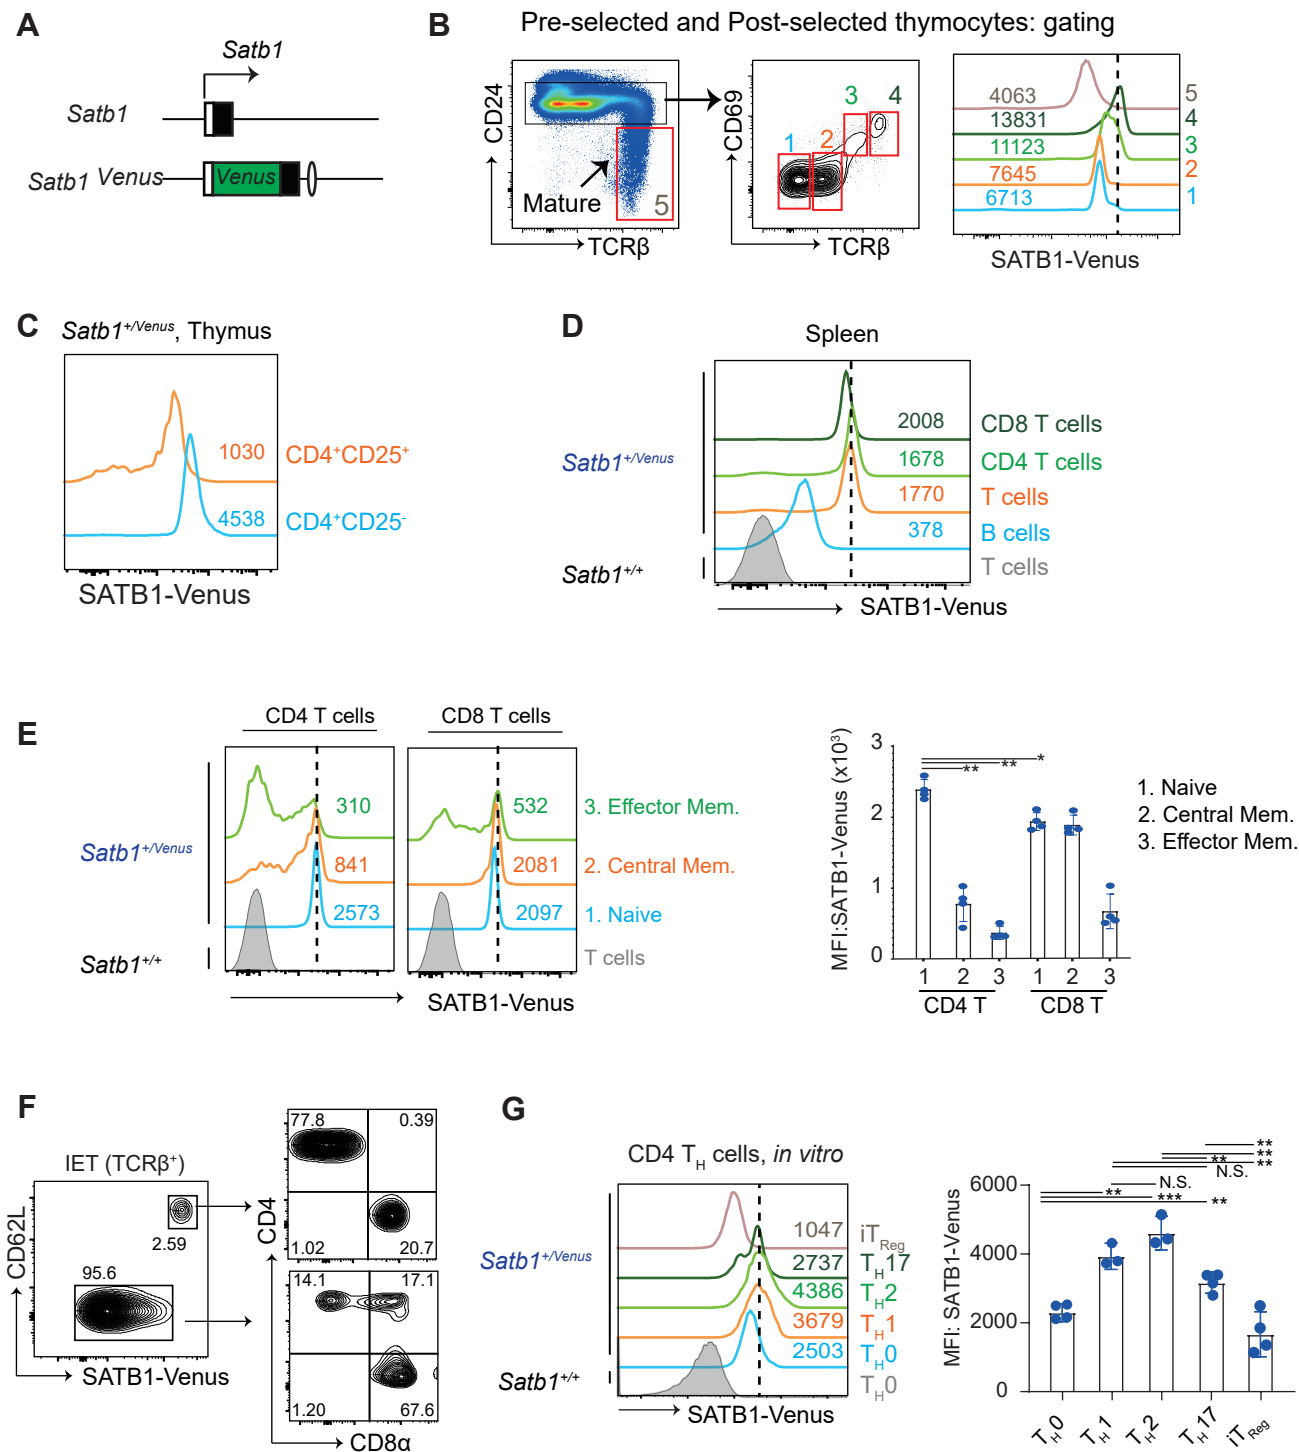 A
Satb1
Satb1
Satb1 Venus
Venus
B
Pre-selected and Post-selected thymocytes: gating
CD24
Mature
5
TCRβ
CD69
1
2
3
4
TCRβ
4063
5
13831
4
11123
3
7645
2
6713
1
SATB1-Venus
C
Satb1+/Venus, Thymus
1030
CD4+CD25+
4538
CD4+CD25-
SATB1-Venus
D
Spleen
Satb1+/Venus
2008
CD8 T cells
1678
CD4 T cells
1770
T cells
378
B cells
Satb1+/+
T cells
SATB1-Venus
E
CD4 T cells
CD8 T cells
Satb1+/Venus
310
532
3. Effector Mem.
841
2081
2. Central Mem.
2573
2097
1. Naive
Satb1+/+
T cells
SATB1-Venus
MFI:SATB1-Venus (x10³)
3
2
1
0
**
**
*
1 2 3 1 2 3
CD4 T
CD8 T
1. Naive
2. Central Mem.
3. Effector Mem.
F
IET (TCRβ+)
CD62L
2.59
95.6
SATB1-Venus
77.8
0.39
1.02
20.7
14.1
17.1
1.20
67.6
CD4
CD8α
G
CD4 TH cells, in vitro
Satb1+/Venus
1047
iTReg
2737
TH17
4386
TH2
3679
TH1
2503
TH0
Satb1+/+
TH0
SATB1-Venus
MFI: SATB1-Venus
6000
4000
2000
0
**
**
**
**
N.S.
N.S.
**
***
**
TH0
TH1
TH2
TH17
iTReg